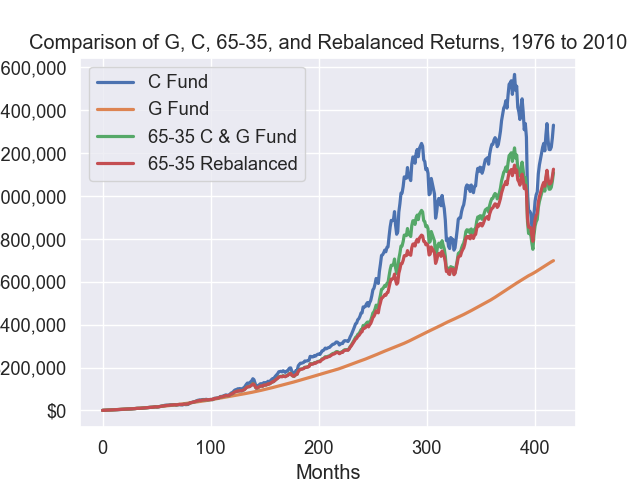 Comparison of G, C, 65-35, and Rebalanced Returns, 1976 to 2010
C Fund
G Fund
65-35 C & G Fund
65-35 Rebalanced
600,000
400,000
200,000
000,000
800,000
600,000
400,000
200,000
$0
0 100 200 300 400
Months